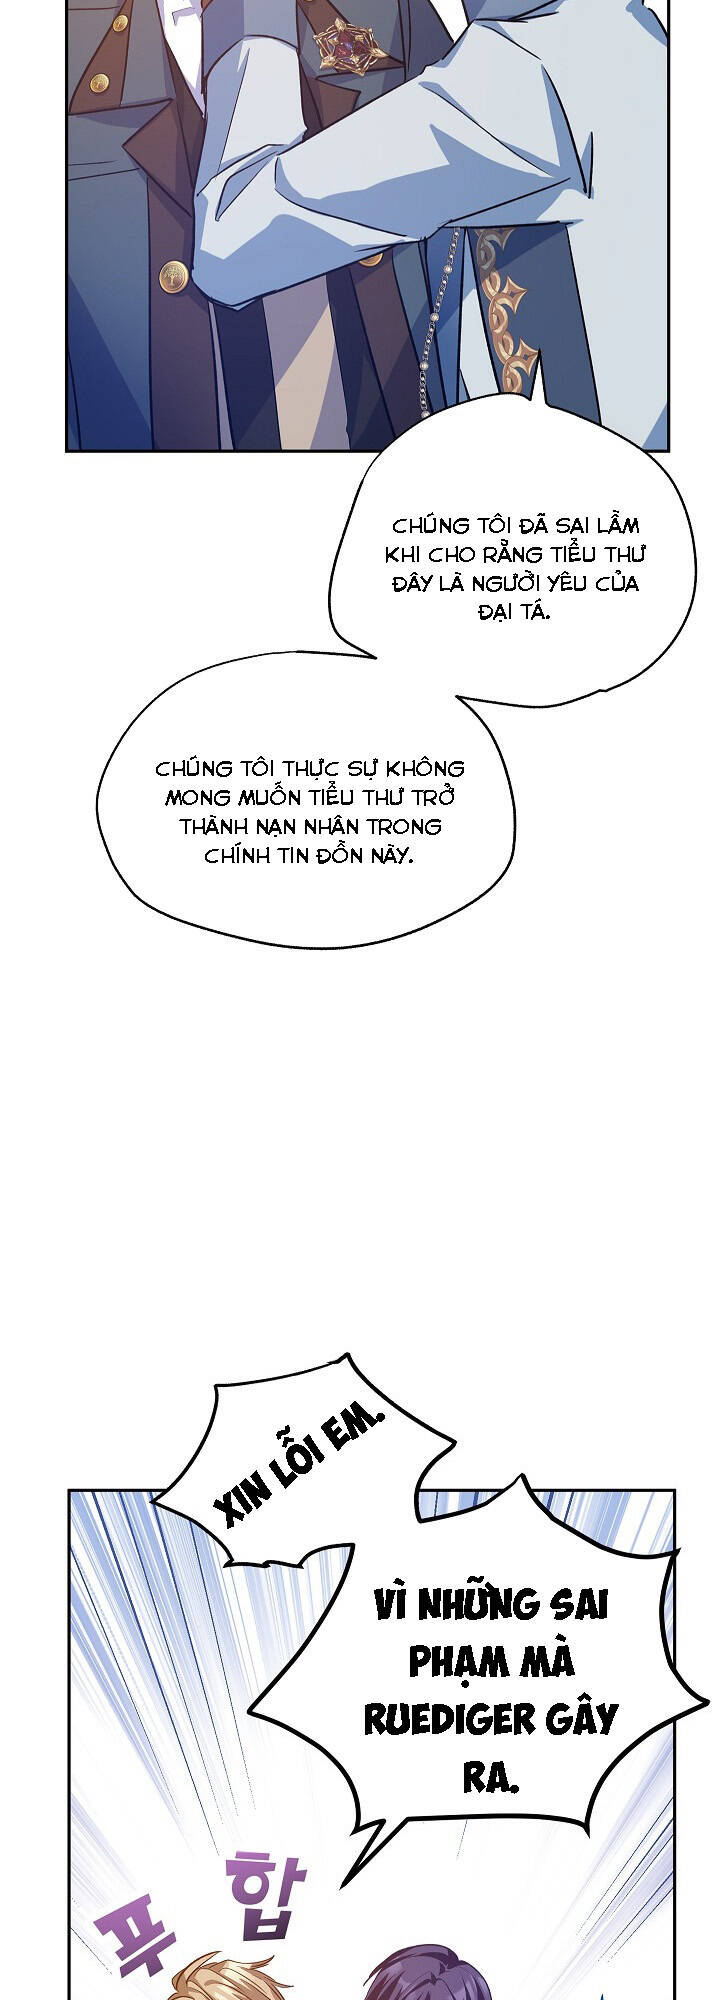 CHÚNG TÔI ĐÃ SAI LẦM
KHI CHO RẰNG TIỂU THƯ
ĐÂY LÀ NGƯỜI YÊU CỦA
ĐẠI TÁ.
CHÚNG TÔI THỰC SỰ KHÔNG
MONG MUỐN TIỂU THƯ TRỞ
THÀNH NẠN NHÂN TRONG
CHÍNH TIN ĐỒN NÀY.
XIN LỖI EM.
VÌ NHỮNG SAI
PHẠM MÀ
RUEDIGER GÂY
RA.
푸합